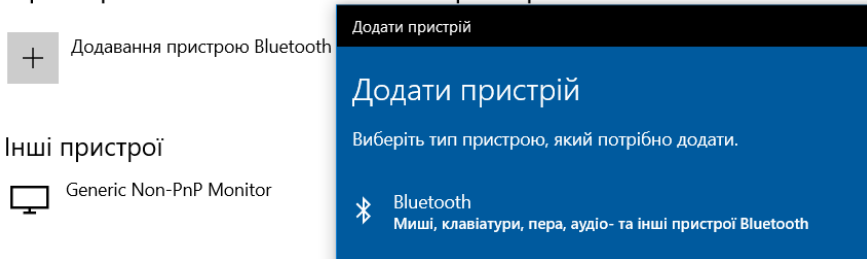 Додавання пристрою Bluetooth
Інші пристрої
Generic Non-PnP Monitor
Додати пристрій
Додати пристрій
Виберіть тип пристрою, який потрібно додати.
Bluetooth
Миші, клавіатури, пера, аудіо- та інші пристрої Bluetooth